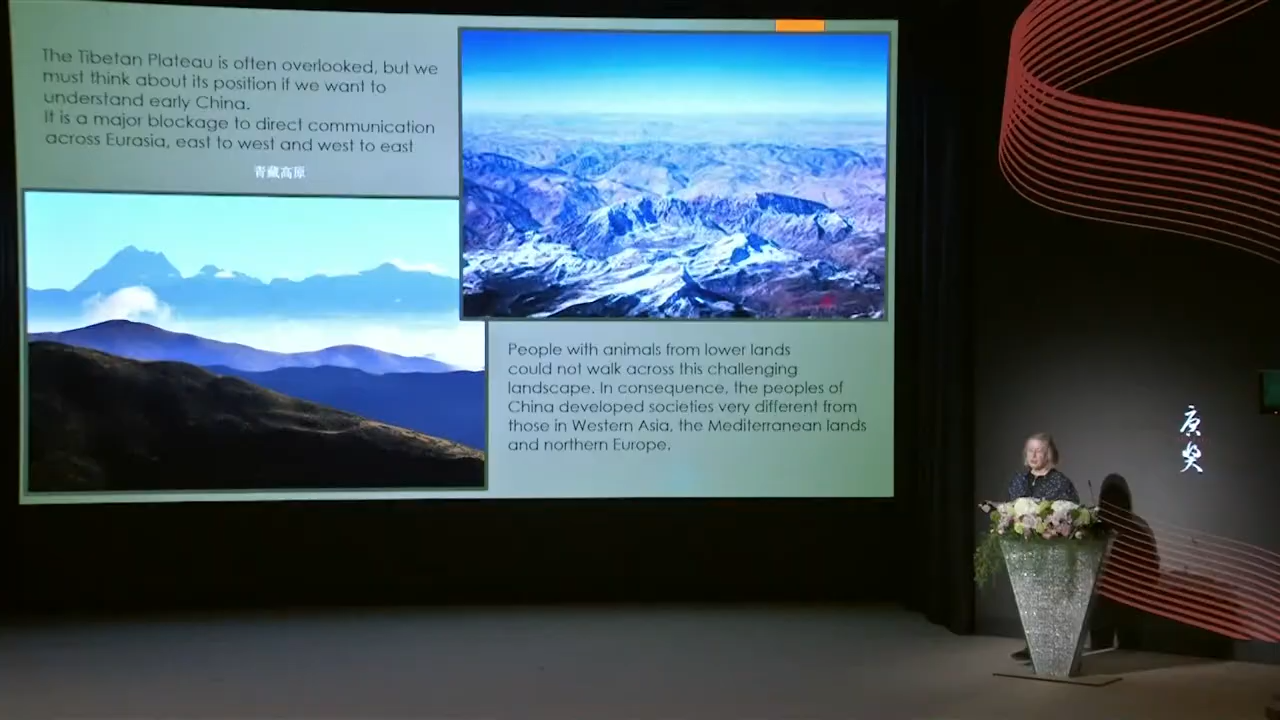 The Tibetan Plateau is often overlooked, but we
must think about its position if we want to
understand early China.
It is a major blockage to direct communication
across Eurasia, east to west and west to east
青藏高原
People with animals from lower lands
could not walk across this challenging
landscape. In consequence, the peoples of
China developed societies very different from
those in Western Asia, the Mediterranean lands
and northern Europe.